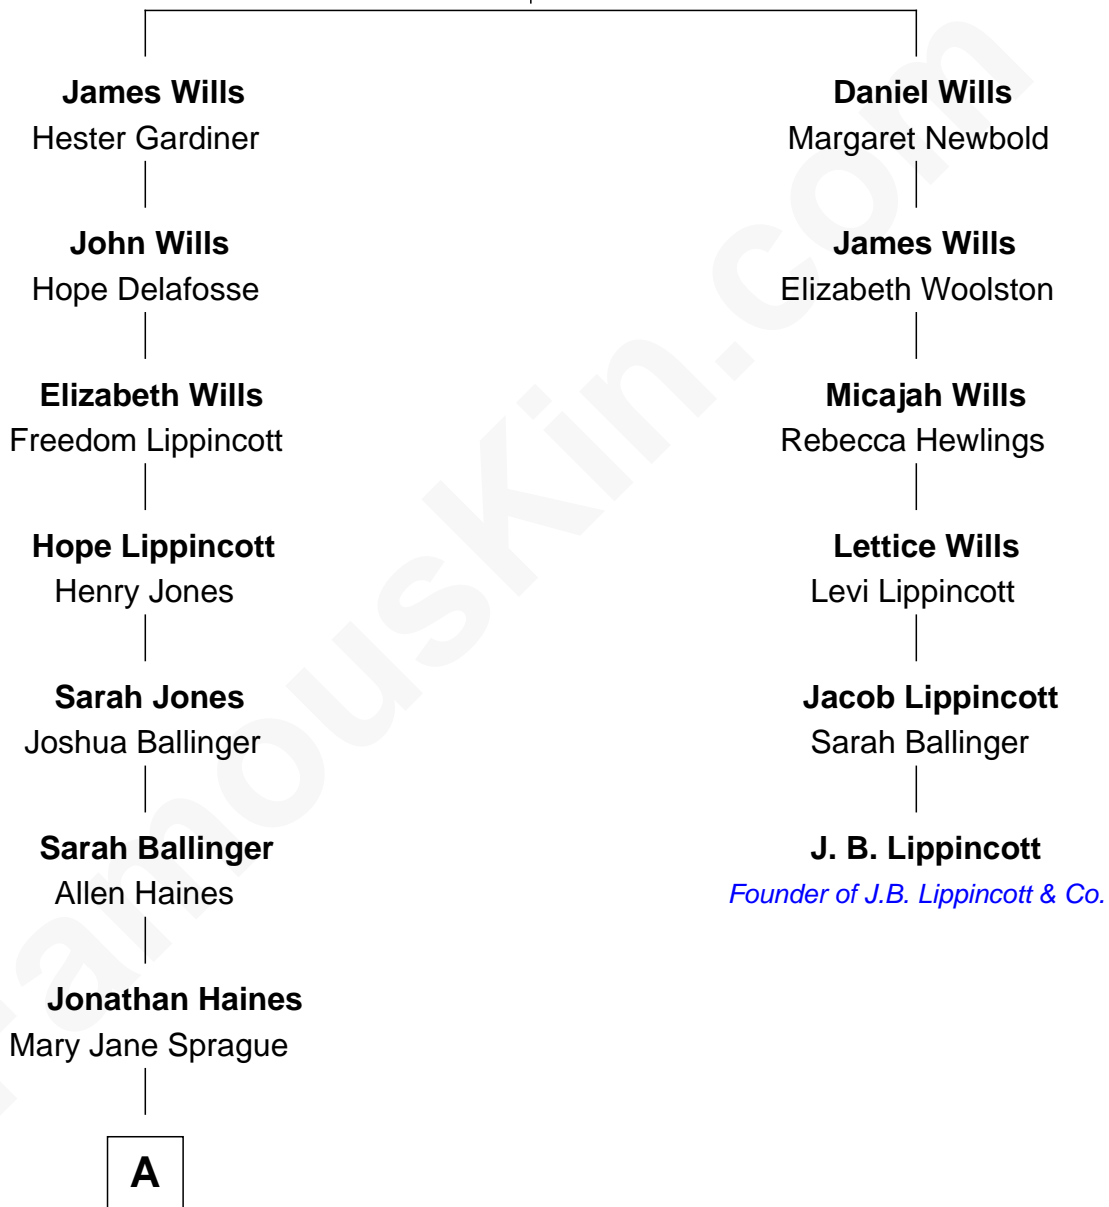 James Wills
Hester Gardiner
John Wills
Hope Delafosse
Elizabeth Wills
Freedom Lippincott
Hope Lippincott
Henry Jones
Sarah Jones
Joshua Ballinger
Sarah Ballinger
Allen Haines
Jonathan Haines
Mary Jane Sprague
A
Daniel Wills
Margaret Newbold
James Wills
Elizabeth Woolston
Micajah Wills
Rebecca Hewlings
Lettice Wills
Levi Lippincott
Jacob Lippincott
Sarah Ballinger
J. B. Lippincott
Founder of J.B. Lippincott & Co.
FamousKin.com